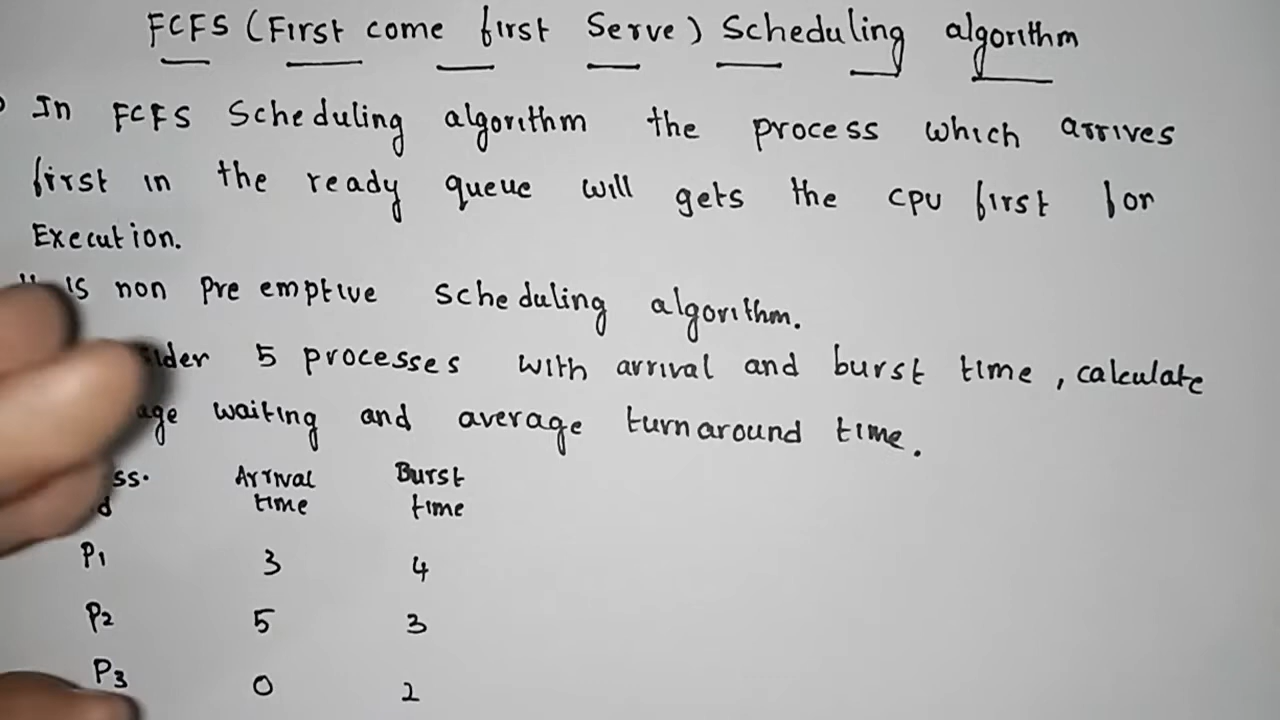 FCFS (First come first Serve) Scheduling algorithm
In FCFS Scheduling algorithm the process which arrives
first in the ready queue will gets the CPU first for
Execution.
is non Pre emptive scheduling algorithm.
5 processes with arrival and burst time, calculate
waiting and average turnaround time.
Arrival Burst
time time
P1 3 4
P2 5 3
P3 0 2